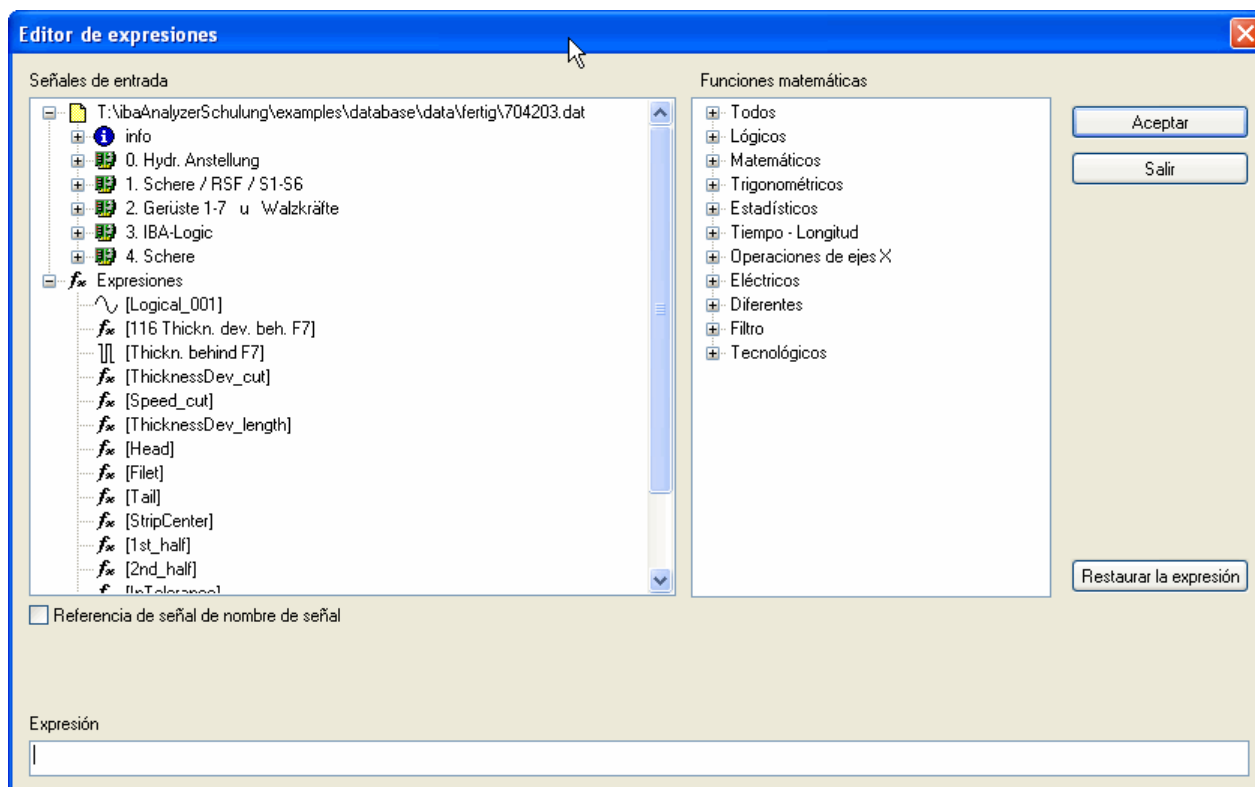 Editor de expresiones
Señales de entrada
T:\ibaAnalyzerSchulung\examples\database\data\fertig\704203.dat
info
0. Hydr. Anstellung
1. Schere / RSF / S1-S6
2. Gerüste 1-7 u Walzkräfte
3. IBA-Logic
4. Schere
Expresiones
[Logical_001]
[116 Thickn. dev. beh. F7]
[Thickn. behind F7]
[ThicknessDev_cut]
[Speed_cut]
[ThicknessDev_length]
[Head]
[Filet]
[Tail]
[StripCenter]
[1st_half]
[2nd_half]
[InTolerance]
Referencia de señal de nombre de señal
Funciones matemáticas
Todos
Lógicos
Matemáticos
Trigonométricos
Estadísticos
Tiempo - Longitud
Operaciones de ejes X
Eléctricos
Diferentes
Filtro
Tecnológicos
Aceptar
Salir
Restaurar la expresión
Expresión